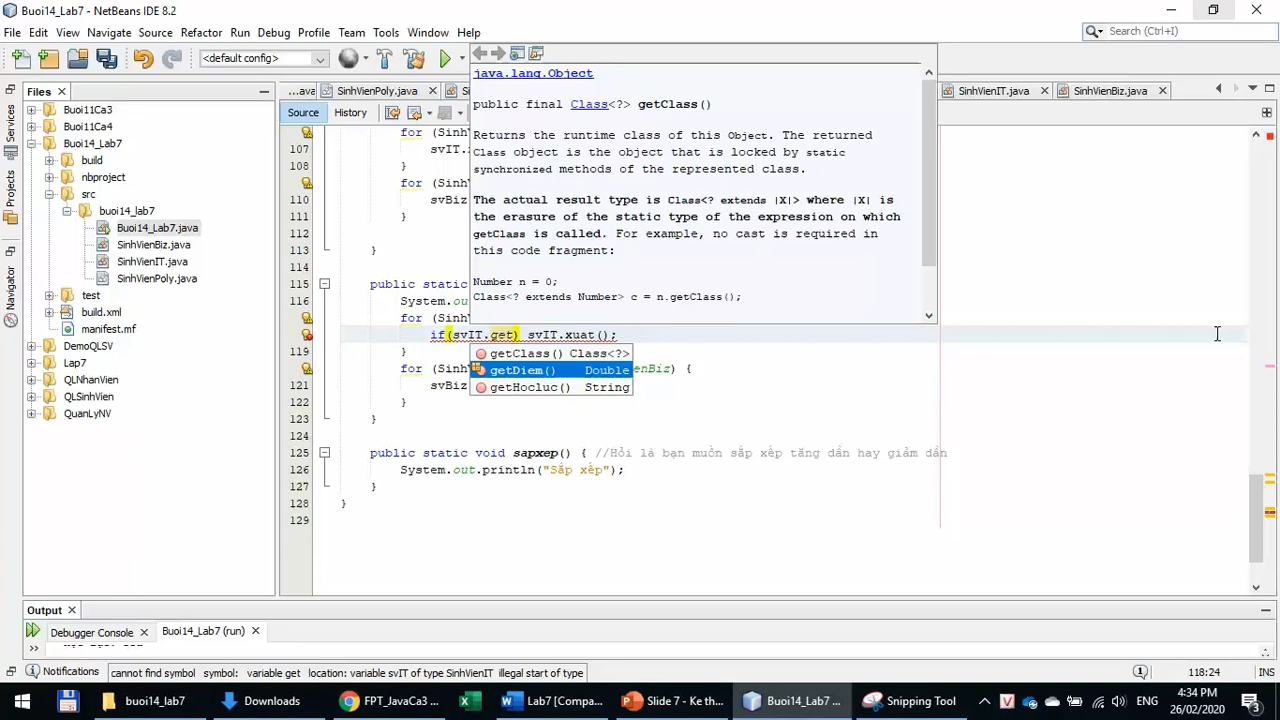 Buoi14_Lab7 - NetBeans IDE 8.2
File Edit View Navigate Source Refactor Run Debug Profile Team Tools Window Help
Search (Ctrl+I)
<default config>
Files
...ava SinhVienPoly.java SinhVienIT.java SinhVienBiz.java
Source History
Services
Projects
Navigator
Files
Buoi11Ca3
Buoi11Ca4
Buoi14_Lab7
build
nbproject
src
buoi14_lab7
Buoi14_Lab7.java
SinhVienBiz.java
SinhVienIT.java
SinhVienPoly.java
test
build.xml
manifest.mf
DemoQLSV
Lap7
QLNhanVien
QLSinhVien
QuanLyNV
java.lang.Object
public final Class<?> getClass()
Returns the runtime class of this Object. The returned
Class object is the object that is locked by static
synchronized methods of the represented class.
The actual result type is Class<? extends |X|> where |X| is
the erasure of the static type of the expression on which
getClass is called. For example, no cast is required in
this code fragment:
Number n = 0;
Class<? extends Number> c = n.getClass();
for (Sinh
107 svIT.
108 }
for (Sinh
110 svBiz
111 }
112
113 }
114
115 public static
116 System.ou
for (Sinh
if(svIT.get) svIT.xuat();
119 }
getClass() Class<?>
getDiem() Double
getHocluc() String
for (Sinh enBiz) {
121 svBiz
122 }
123 }
124
125 public static void sapxep() { //Hỏi là bạn muốn sắp xếp tăng dần hay giảm dần
126 System.out.println("Sắp xếp");
127 }
128 }
129
Output
Debugger Console Buoi14_Lab7 (run)
Notifications cannot find symbol symbol: variable get location: variable svIT of type SinhVienIT illegal start of type 118:24 INS
buoi14_lab7 Downloads FPT_JavaCa3 ... Lab7 [Compa... Slide 7 - Ke th... Buoi14_Lab7 ... Snipping Tool ENG 4:34 PM
26/02/2020